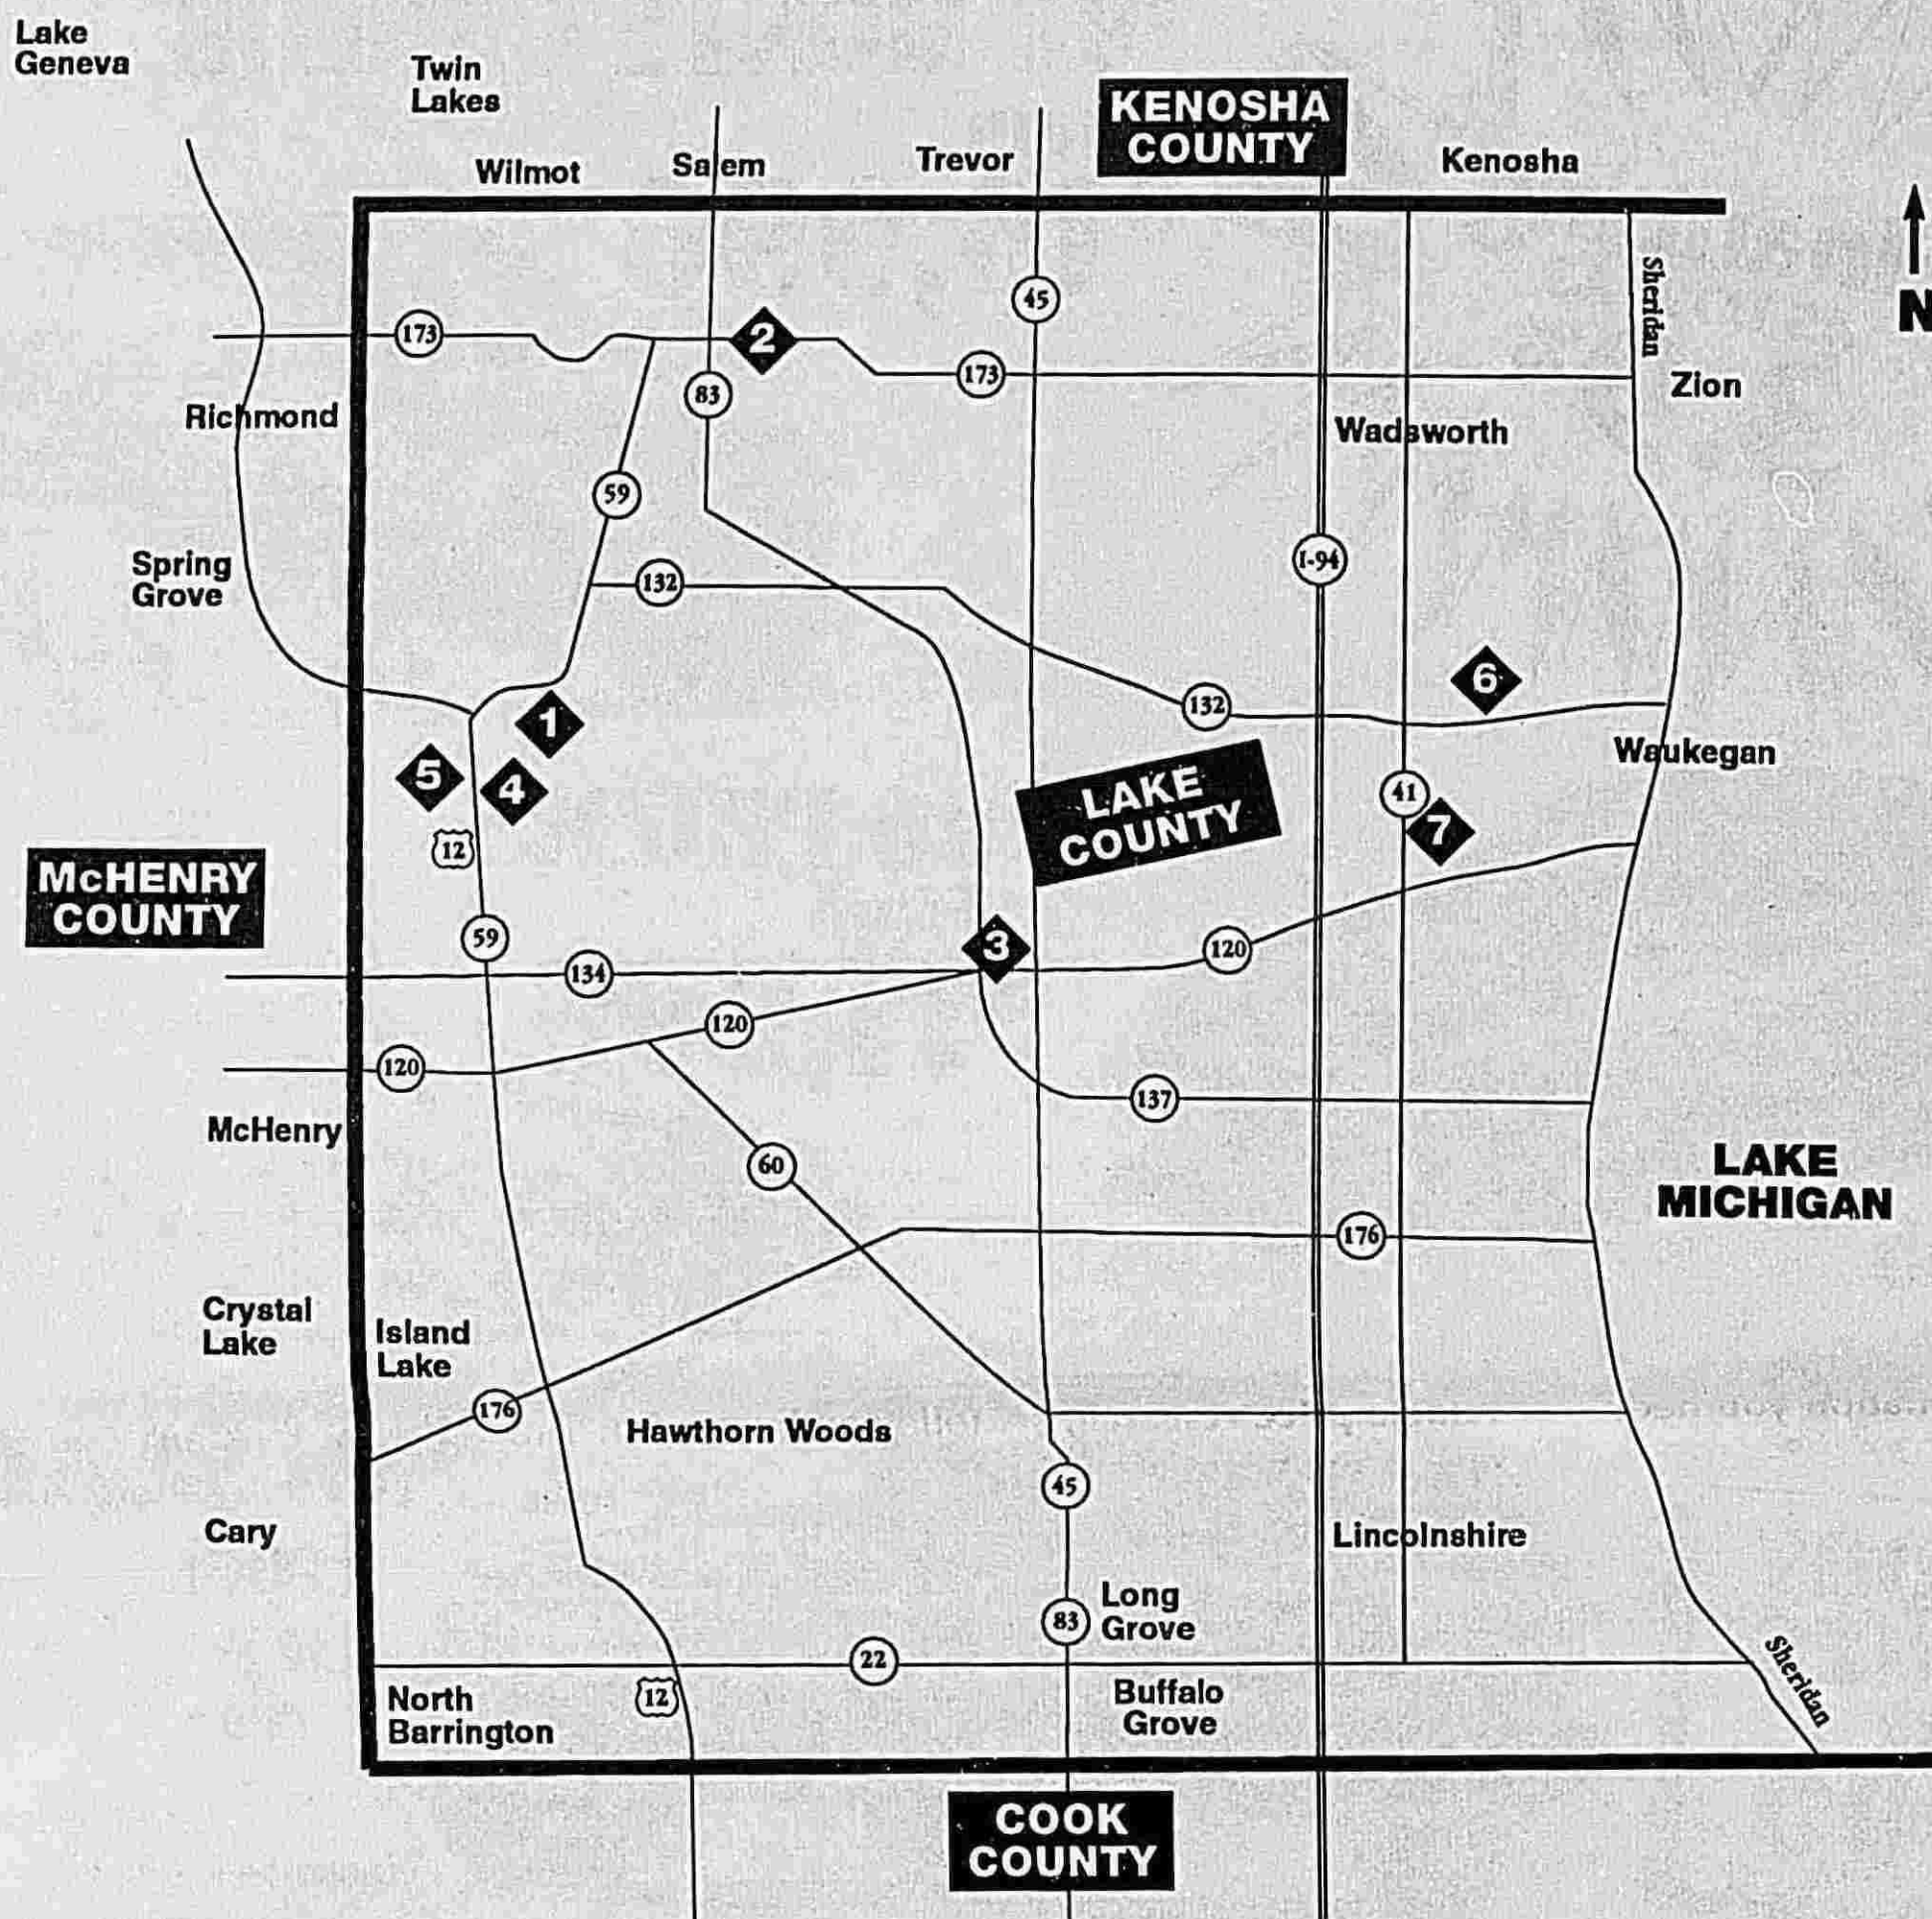 Lake
Geneva
Twin
Lakes
KENOSHA
COUNTY
Wilmot
Salem
Trevor
Kenosha
N
Sheridan
45
173
2
173
83
Zion
Richmond
Wadsworth
59
I-94
Spring
Grove
132
6
132
1
Waukegan
5
4
41
7
LAKE
COUNTY
12
McHENRY
COUNTY
59
3
120
134
120
120
137
McHenry
60
LAKE
MICHIGAN
176
Crystal
Lake
Island
Lake
176
Hawthorn Woods
45
Cary
Lincolnshire
Long
Grove
83
22
Sheridan
North
Barrington
12
Buffalo
Grove
COOK
COUNTY